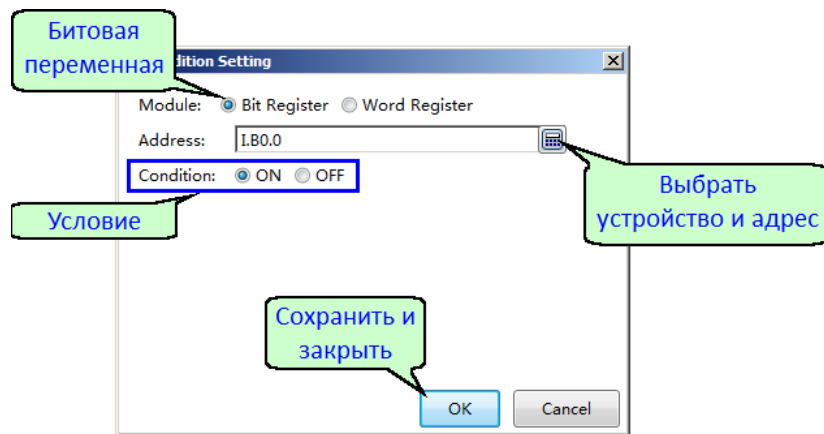 Битовая
переменная
dition Setting
Module: Bit Register Word Register
Address: I.B0.0
Condition: ON OFF
Выбрать
устройство и адрес
Условие
Сохранить и
закрыть
OK Cancel